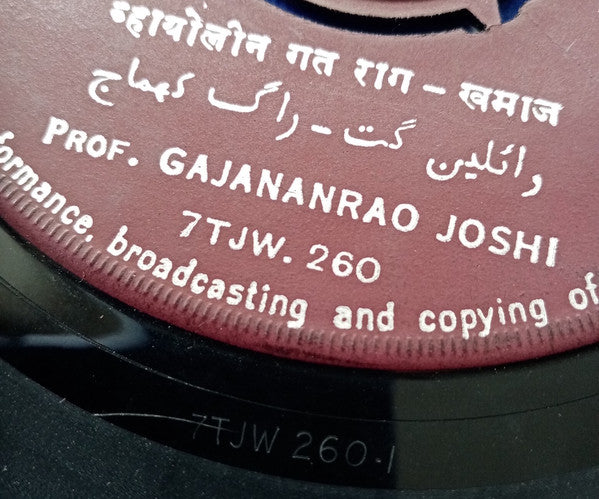 व्हायोलीन गत राग – खमाज
وائلین گت – راگ کھماج
PROF. GAJANANRAO JOSHI
7TJW. 260
formance, broadcasting and copying of
7TJW 260-1